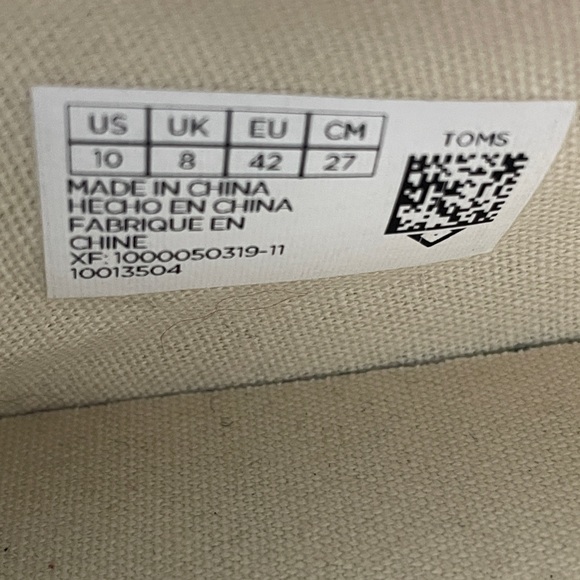 US UK EU CM
10 8 42 27
TOMS
MADE IN CHINA
HECHO EN CHINA
FABRIQUE EN
CHINE
XF: 1000050319-11
10013504